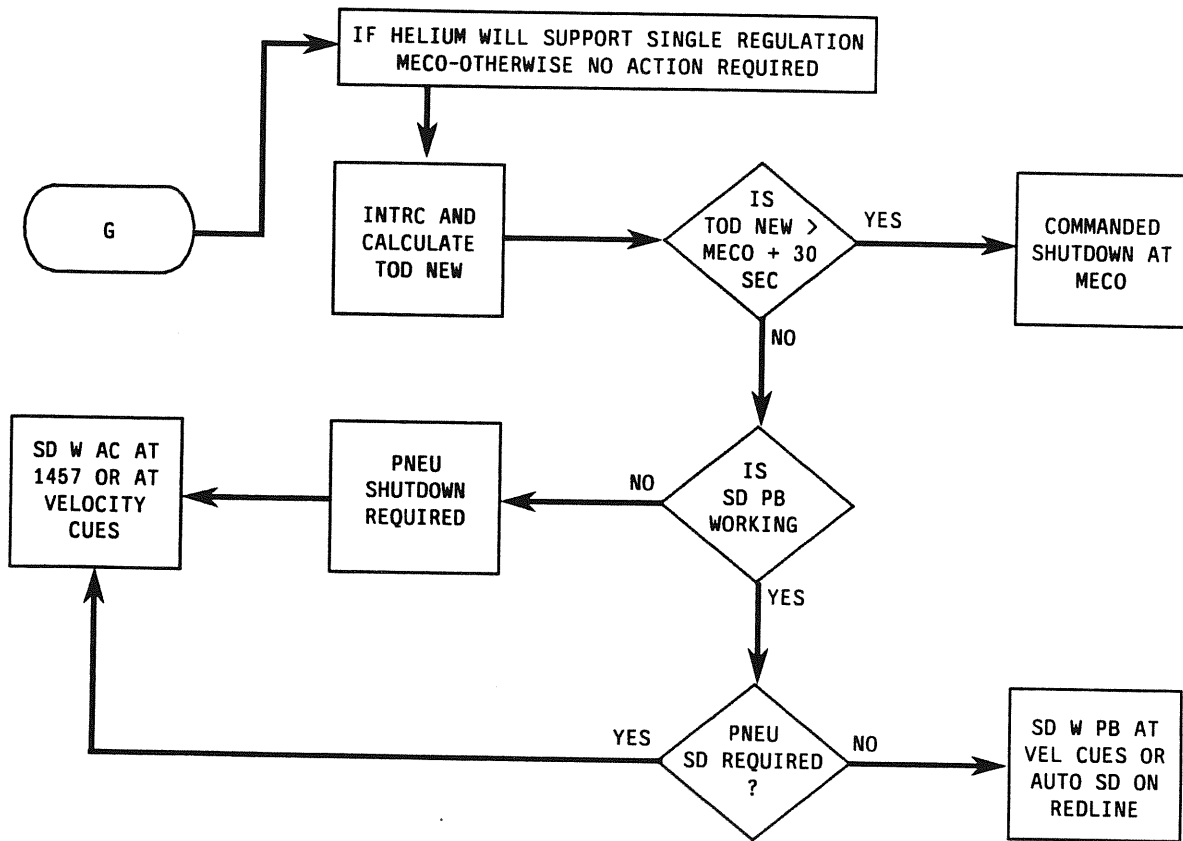 IF HELIUM WILL SUPPORT SINGLE REGULATION
MECO-OTHERWISE NO ACTION REQUIRED
G
INTRC AND
CALCULATE
TOD NEW
IS
TOD NEW >
MECO + 30
SEC
YES
COMMANDED
SHUTDOWN AT
MECO
NO
SD W AC AT
1457 OR AT
VELOCITY
CUES
PNEU
SHUTDOWN
REQUIRED
NO
IS
SD PB
WORKING
YES
YES
PNEU
SD REQUIRED
?
NO
SD W PB AT
VEL CUES OR
AUTO SD ON
REDLINE